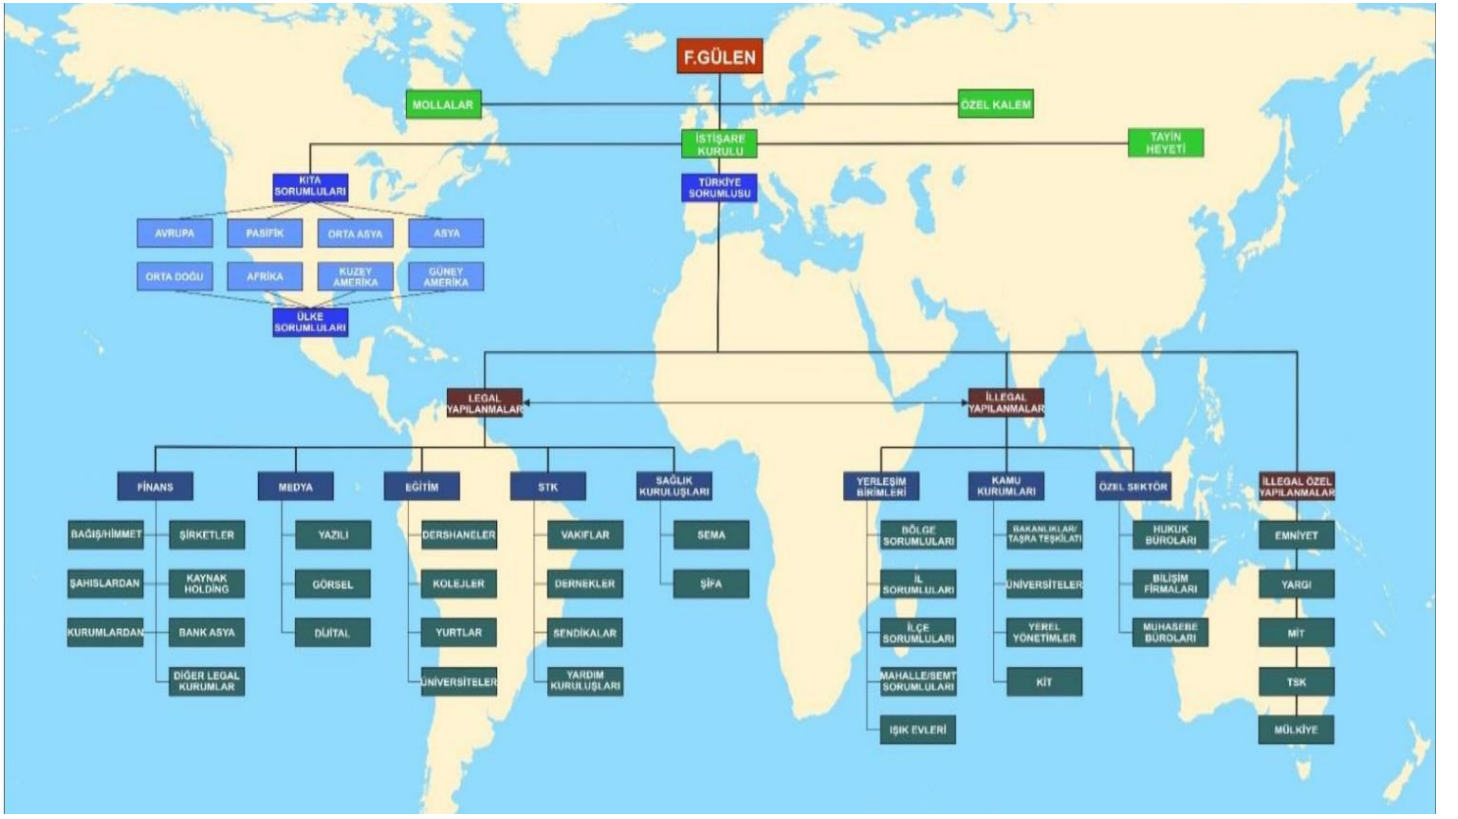 F.GÜLEN
MOLLALAR
ÖZEL KALEM
İSTİŞARE
KURULU
TAYİN
HEYETİ
KITA
SORUMLULARI
TÜRKİYE
SORUMLUSU
AVRUPA
PASİFİK
ORTA ASYA
ASYA
ORTA DOĞU
AFRİKA
KUZEY
AMERİKA
GÜNEY
AMERİKA
ÜLKE
SORUMLULARI
LEGAL
YAPILANMALAR
İLLEGAL
YAPILANMALAR
FİNANS
MEDYA
EĞİTİM
STK
SAĞLIK
KURULUŞLARI
YERLEŞİM
BİRİMLERİ
KAMU
KURUMLARI
ÖZEL SEKTÖR
İLLEGAL ÖZEL
YAPILANMALAR
BAĞIŞ/HİMMET
ŞAHISLARDAN
KURUMLARDAN
ŞİRKETLER
KAYNAK
HOLDİNG
BANK ASYA
DİĞER LEGAL
KURUMLAR
YAZILI
GÖRSEL
DİJİTAL
DERSHANELER
KOLEJLER
YURTLAR
ÜNİVERSİTELER
VAKIFLAR
DERNEKLER
SENDİKALAR
YARDIM
KURULUŞLARI
SEMA
ŞİFA
BÖLGE
SORUMLULARI
İL
SORUMLULARI
İLÇE
SORUMLULARI
MAHALLE/SEMT
SORUMLULARI
IŞIK EVLERİ
BAKANLIKLAR/
TAŞRA TEŞKİLATI
ÜNİVERSİTELER
YEREL
YÖNETİMLER
KİT
HUKUK
BÜROLARI
BİLİŞİM
FİRMALARI
MUHASEBE
BÜROLARI
EMNİYET
YARGI
MİT
TSK
MÜLKİYE